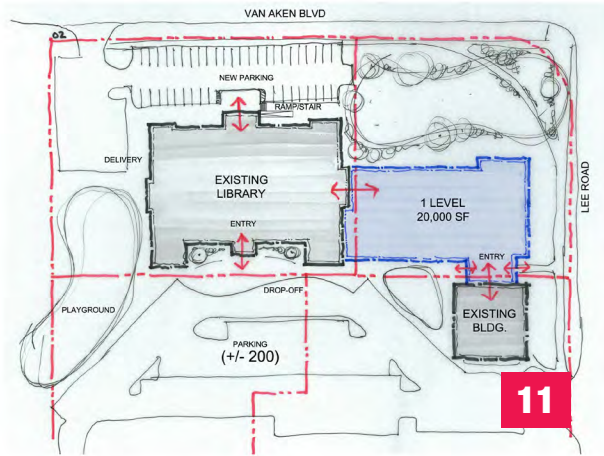 VAN AKEN BLVD
02
NEW PARKING
RAMP/STAIR
DELIVERY
EXISTING
LIBRARY
1 LEVEL
20,000 SF
LEE ROAD
ENTRY
ENTRY
DROP-OFF
PLAYGROUND
EXISTING
BLDG.
PARKING
(+/- 200)
11